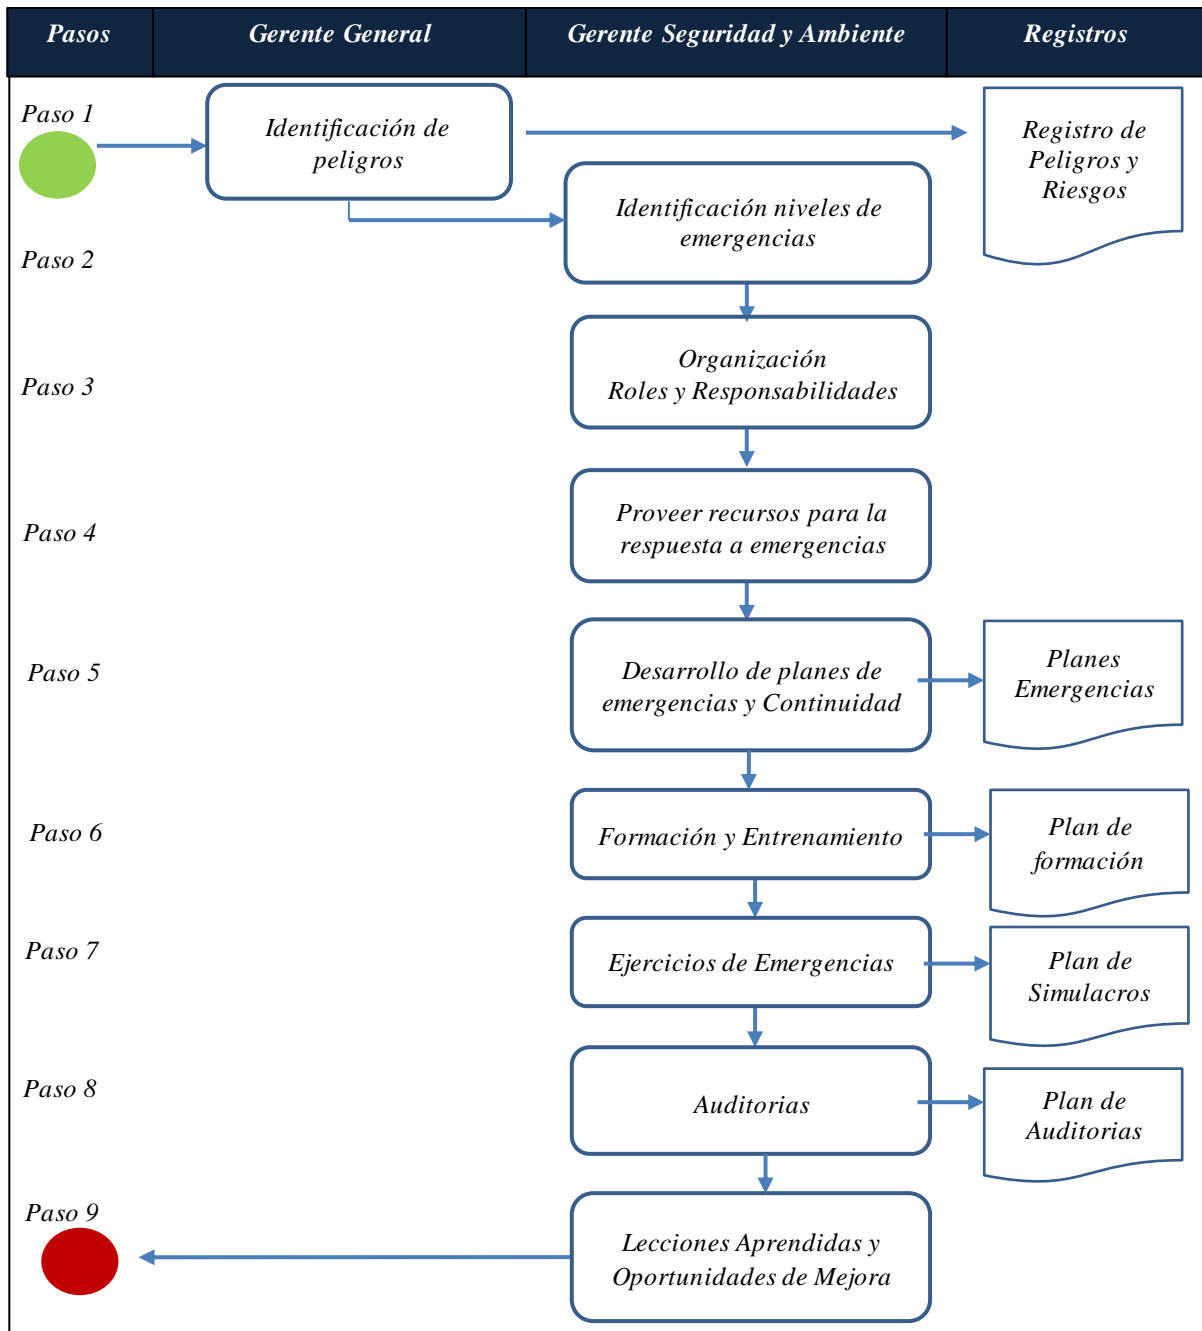 Pasos
Gerente General
Gerente Seguridad y Ambiente
Registros
Paso 1
Identificación de
peligros
Registro de
Peligros y
Riesgos
Paso 2
Identificación niveles de
emergencias
Paso 3
Organización
Roles y Responsabilidades
Paso 4
Proveer recursos para la
respuesta a emergencias
Paso 5
Desarrollo de planes de
emergencias y Continuidad
Planes
Emergencias
Paso 6
Formación y Entrenamiento
Plan de
formación
Paso 7
Ejercicios de Emergencias
Plan de
Simulacros
Paso 8
Auditorias
Plan de
Auditorias
Paso 9
Lecciones Aprendidas y
Oportunidades de Mejora